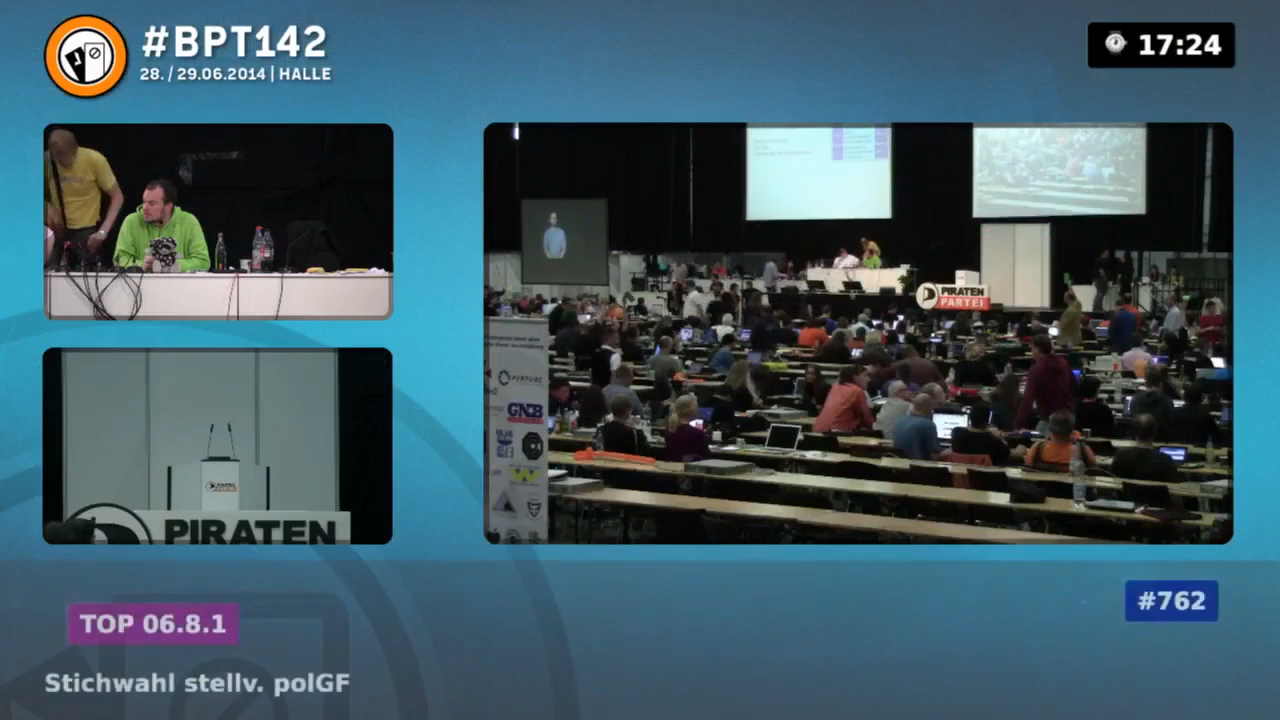 #BPT142
28. / 29.06.2014 | HALLE
17:24
PIRATEN
PARTEI
GNB
PIRATEN
#762
TOP 06.8.1
Stichwahl stellv. polGF